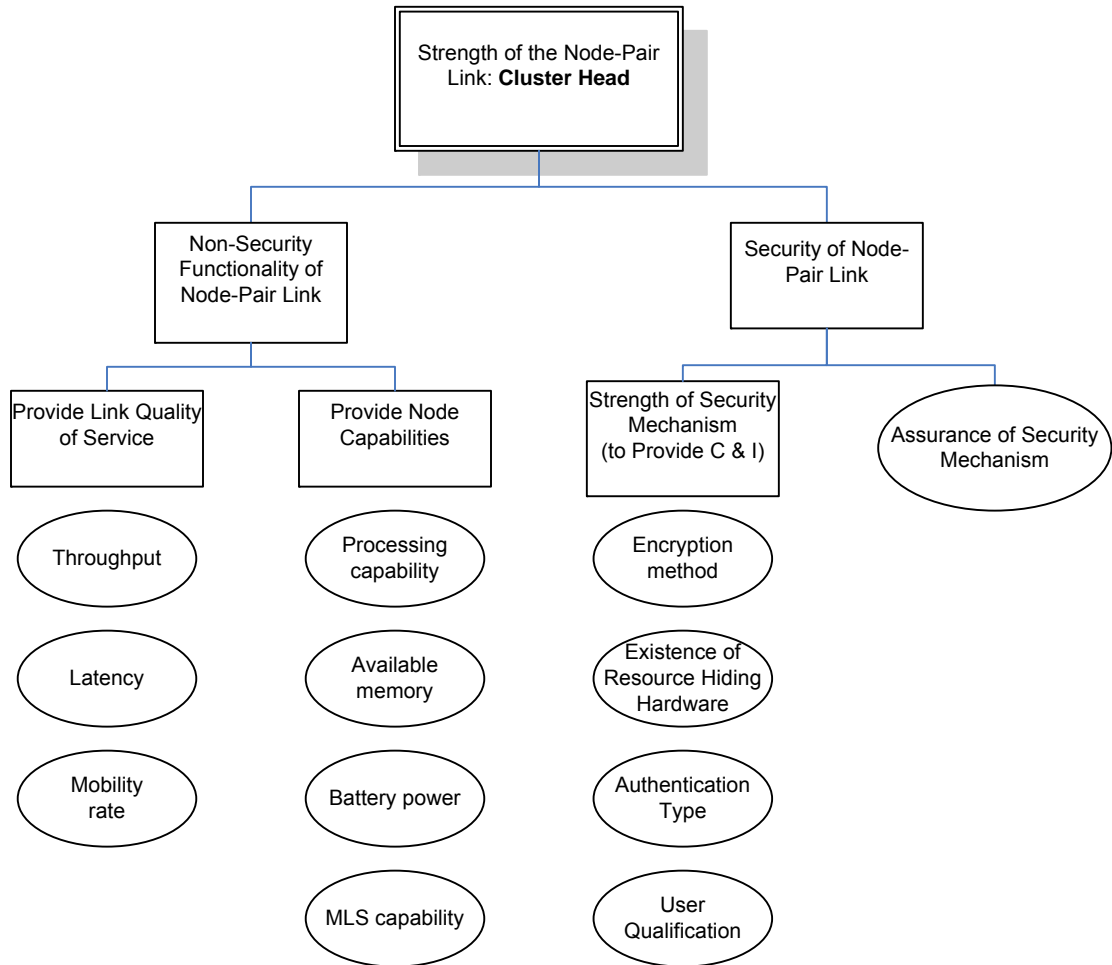 Strength of the Node-Pair
Link: Cluster Head
Non-Security
Functionality of
Node-Pair Link
Security of Node-
Pair Link
Provide Link Quality
of Service
Provide Node
Capabilities
Strength of Security
Mechanism
(to Provide C & I)
Assurance of Security
Mechanism
Throughput
Processing
capability
Encryption
method
Latency
Available
memory
Existence of
Resource Hiding
Hardware
Mobility
rate
Battery power
Authentication
Type
MLS capability
User
Qualification